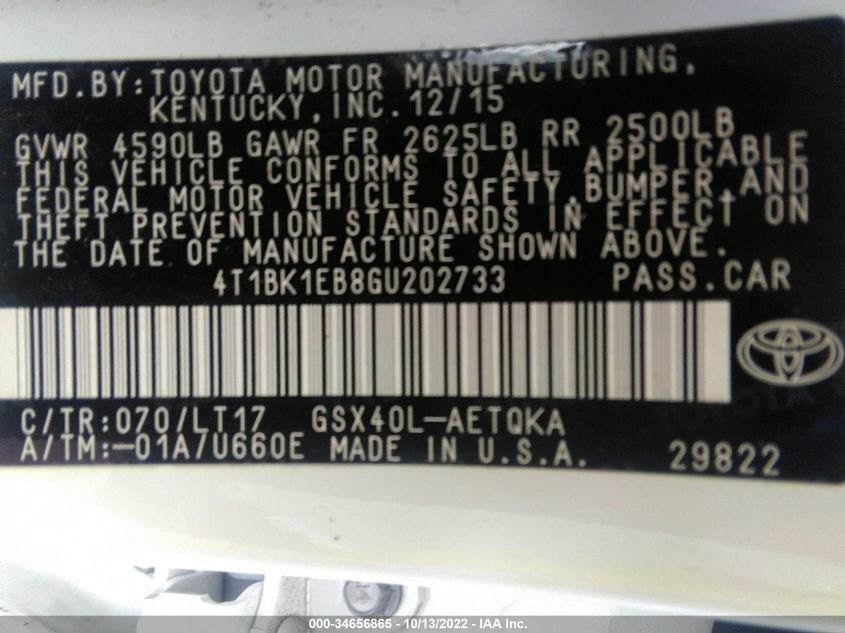 MFD.BY:TOYOTA MOTOR MANUFACTURING,
KENTUCKY,INC.12/15
GVWR 4590LB GAWR FR 2625LB RR 2500LB
THIS VEHICLE CONFORMS TO ALL APPLICABLE
FEDERAL MOTOR VEHICLE SAFETY,BUMPER,AND
THEFT PREVENTION STANDARDS IN EFFECT ON
THE DATE OF MANUFACTURE SHOWN ABOVE.
4T1BK1EB8GU202733 PASS.CAR
TOYOTA
C/TR:070/LT17 GSX40L-AETQKA
A/TM:-01A/U660E MADE IN U.S.A. 29822
000-34656865 - 10/13/2022 - IAA Inc.